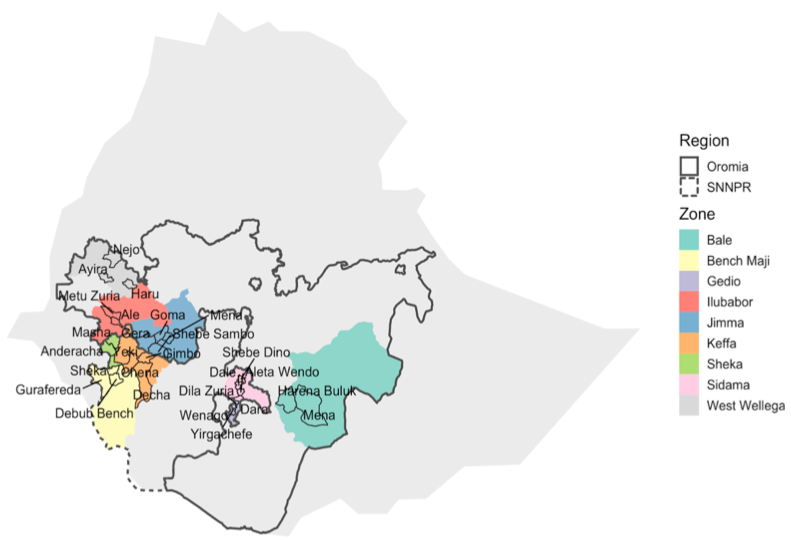 Region
Oromia
SNNPR
Zone
Bale
Bench Maji
Gedio
Ilubabor
Jimma
Keffa
Sheka
Sidama
West Wellega
Nejo
Ayira
Metu Zuria
Haru
Ale
Goma
Mena
Masha
Gera
Shebe Sambo
Anderacha
Yeki
Gimbo
Shebe Dino
Sheka
Chena
Dale
Aleta Wendo
Gurafereda
Decha
Dila Zuria
Harena Buluk
Debub Bench
Wenago
Dara
Mena
Yirgachefe